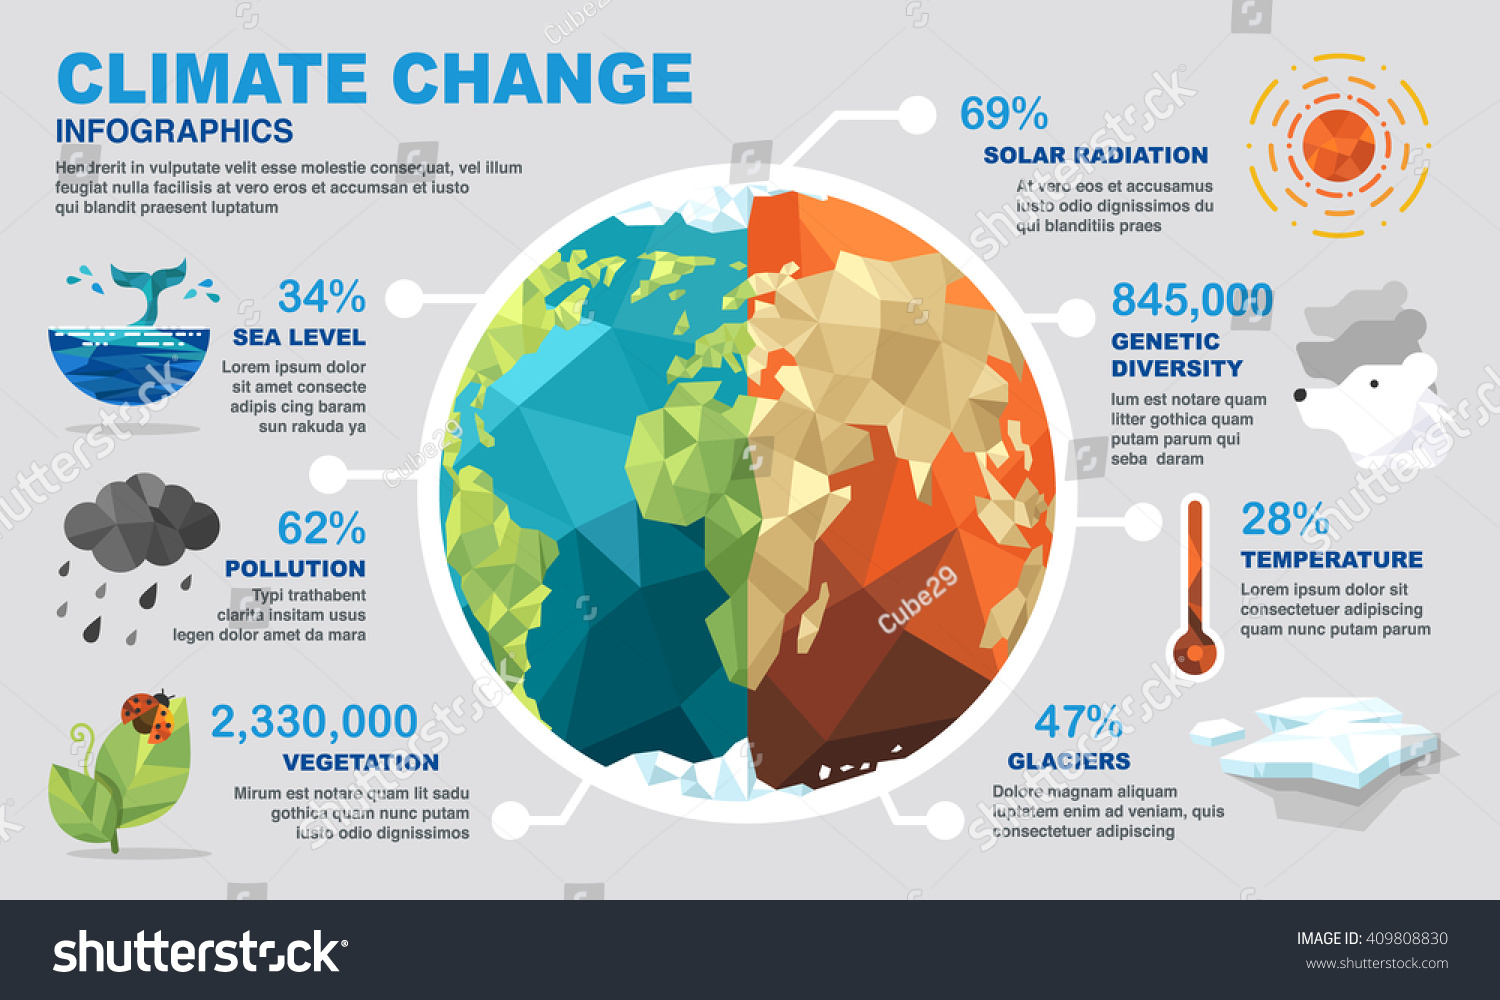 CLIMATE CHANGE
INFOGRAPHICS
Hendrerit in vulputate velit esse molestie consequat, vel illum
feugiat nulla facilisis at vero eros et accumsan et iusto
qui blandit praesent luptatum
34%
SEA LEVEL
Lorem ipsum dolor
sit amet consecte
adipis cing baram
sun rakuda ya
62%
POLLUTION
Typi trathabent
clarita insitam usus
legen dolor amet da mara
2,330,000
VEGETATION
Mirum est notare quam lit sadu
gothica quam nunc putam
iusto odio dignissimos
69%
SOLAR RADIATION
At vero eos et accusamus
iusto odio dignissimos du
qui blanditiis praes
845,000
GENETIC
DIVERSITY
Ium est notare quam
litter gothica quam
putam parum qui
seba daram
28%
TEMPERATURE
Lorem ipsum dolor sit
consectetuer adipiscing
quam nunc putam parum
47%
GLACIERS
Dolore magnam aliquam
luptatem enim ad veniam, quis
consectetuer adipiscing
Cube29
Cube29
Cube29
shutterstock
shutterstock
shutterstock
shutterstock
shutterstock
shutterstock®
IMAGE ID: 409808830
www.shutterstock.com